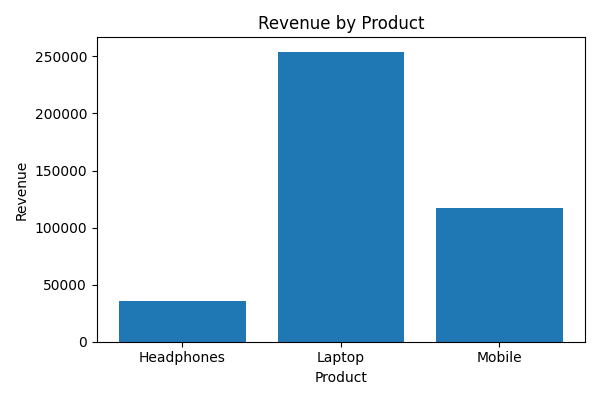 Revenue by Product
Revenue
250000
200000
150000
100000
50000
0
Headphones Laptop Mobile
Product